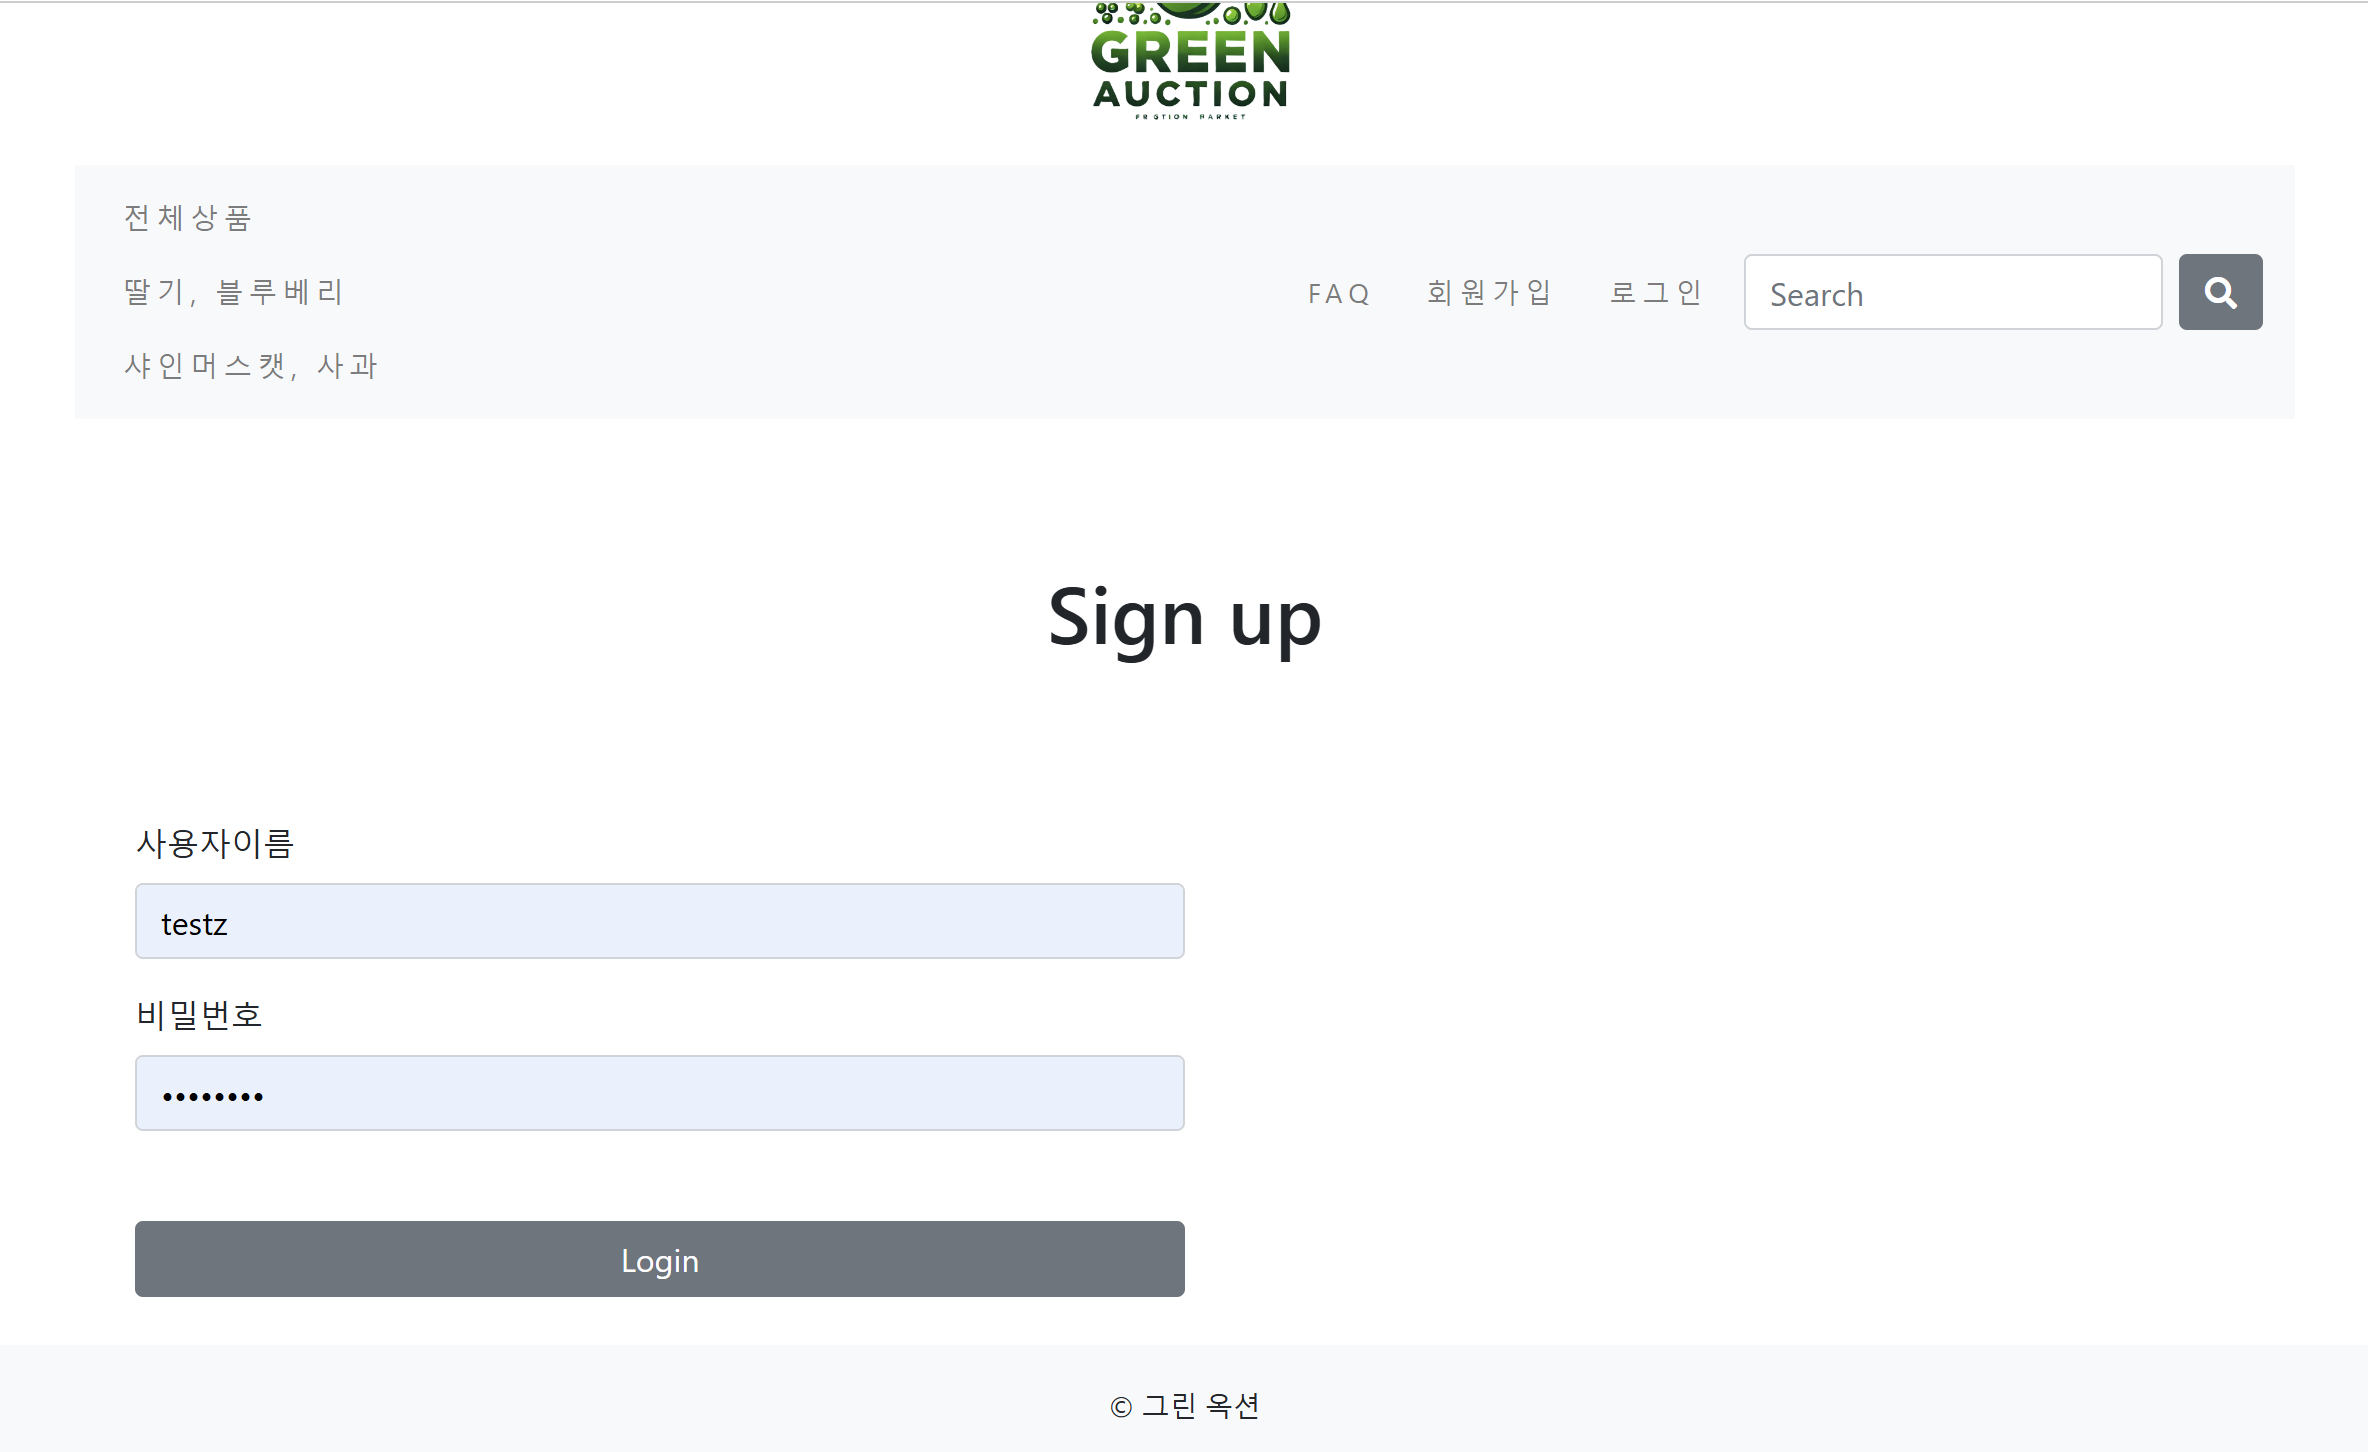 GREEN
AUCTION
FRGTION MARKET
전체상품
딸기, 블루베리
샤인머스캣, 사과
FAQ 회원가입 로그인 Search
Sign up
사용자이름
testz
비밀번호
••••••••
Login
© 그린 옥션